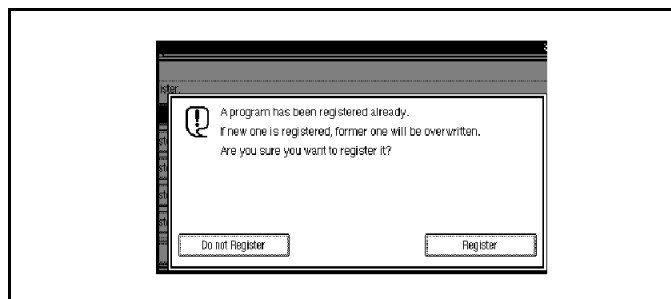 ister.
A program has been registered already.
If new one is registered, former one will be overwritten.
Are you sure you want to register it?
Do not Register
Register